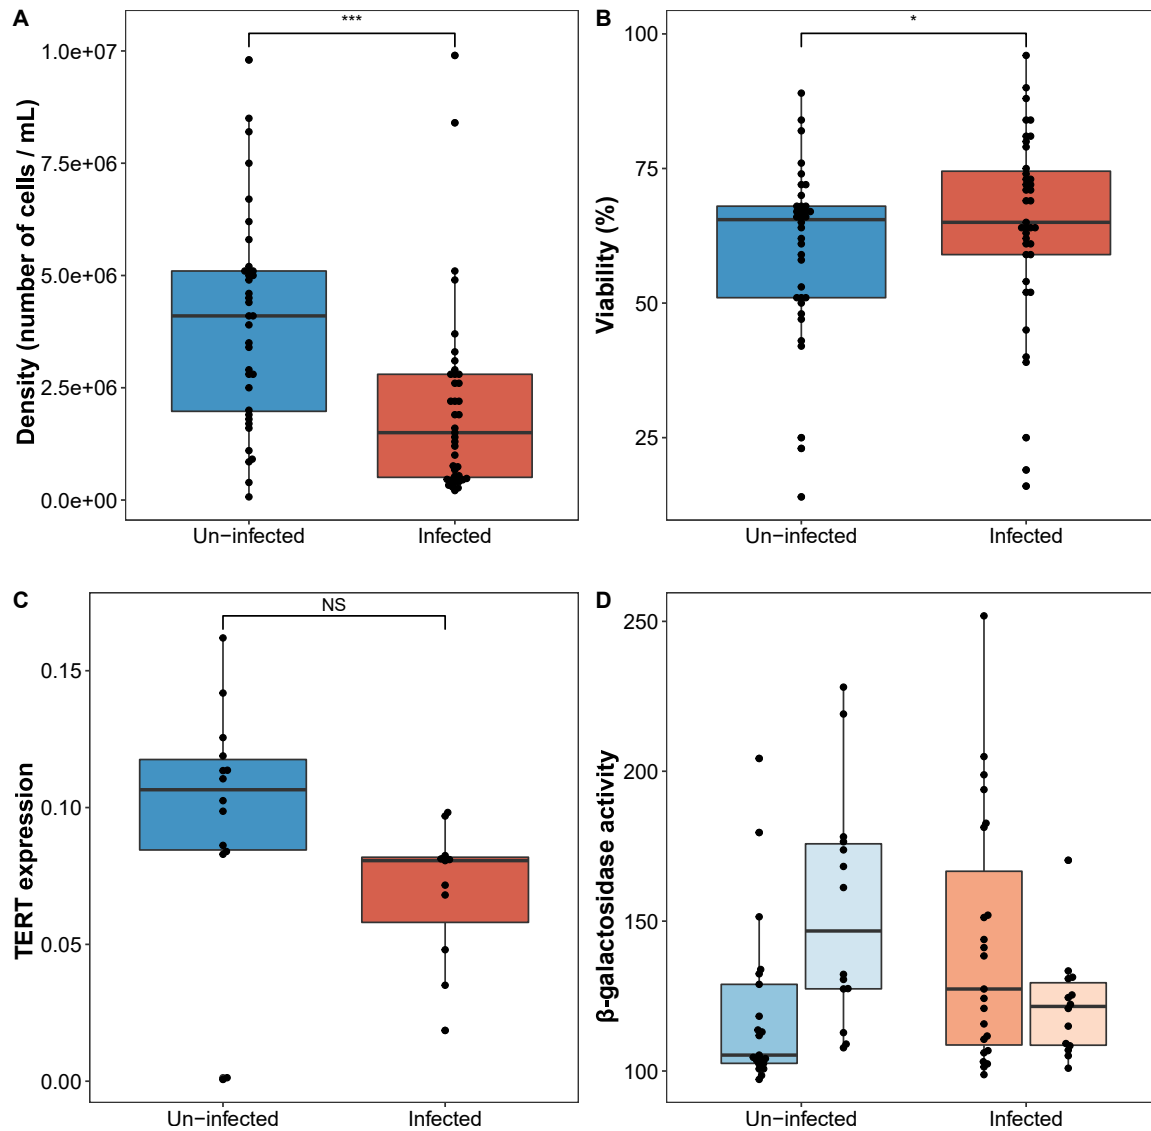 A
***
1.0e+07
7.5e+06
5.0e+06
2.5e+06
0.0e+00
Density (number of cells / mL)
Un−infected
Infected
B
*
100
75
50
25
Viability (%)
Un−infected
Infected
C
NS
0.15
0.10
0.05
0.00
TERT expression
Un−infected
Infected
D
250
200
150
100
β-galactosidase activity
Un−infected
Infected